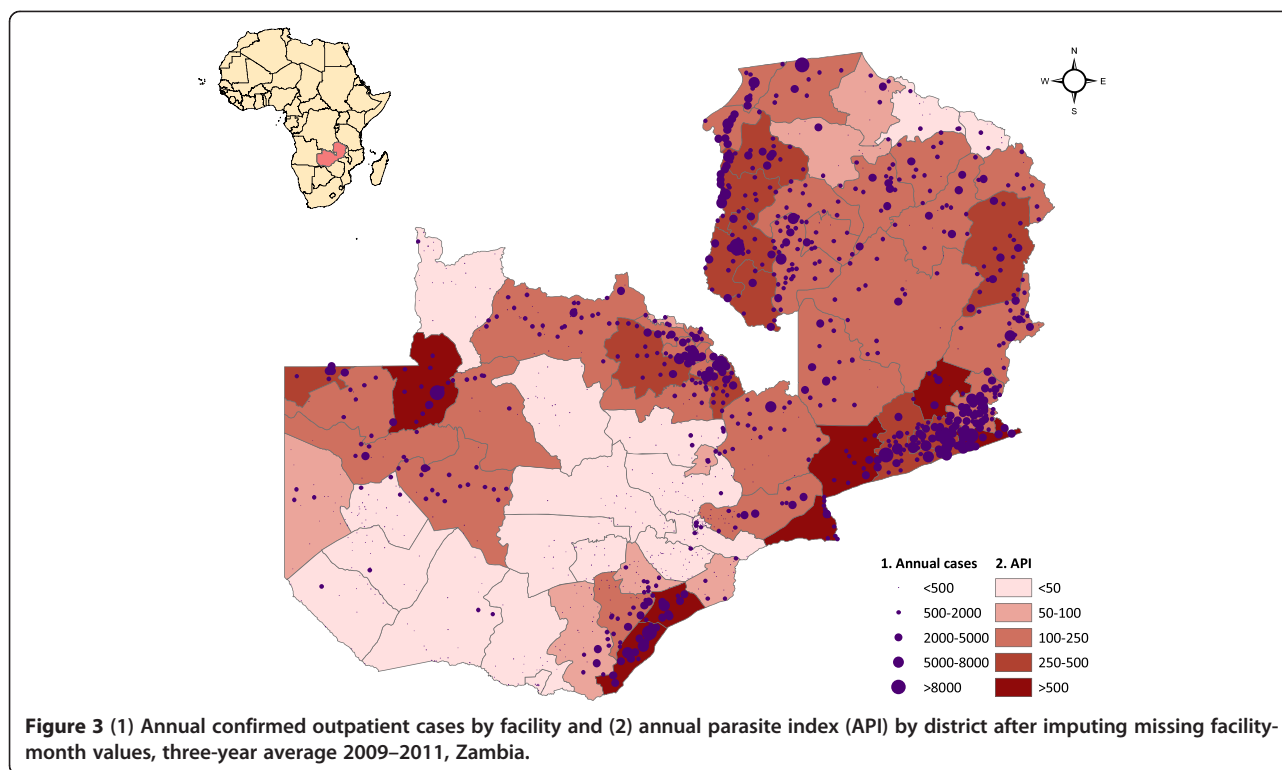 N
W E
S
1. Annual cases 2. API
<500 <50
500-2000 50-100
2000-5000 100-250
5000-8000 250-500
>8000 >500
Figure 3 (1) Annual confirmed outpatient cases by facility and (2) annual parasite index (API) by district after imputing missing facility-
month values, three-year average 2009–2011, Zambia.